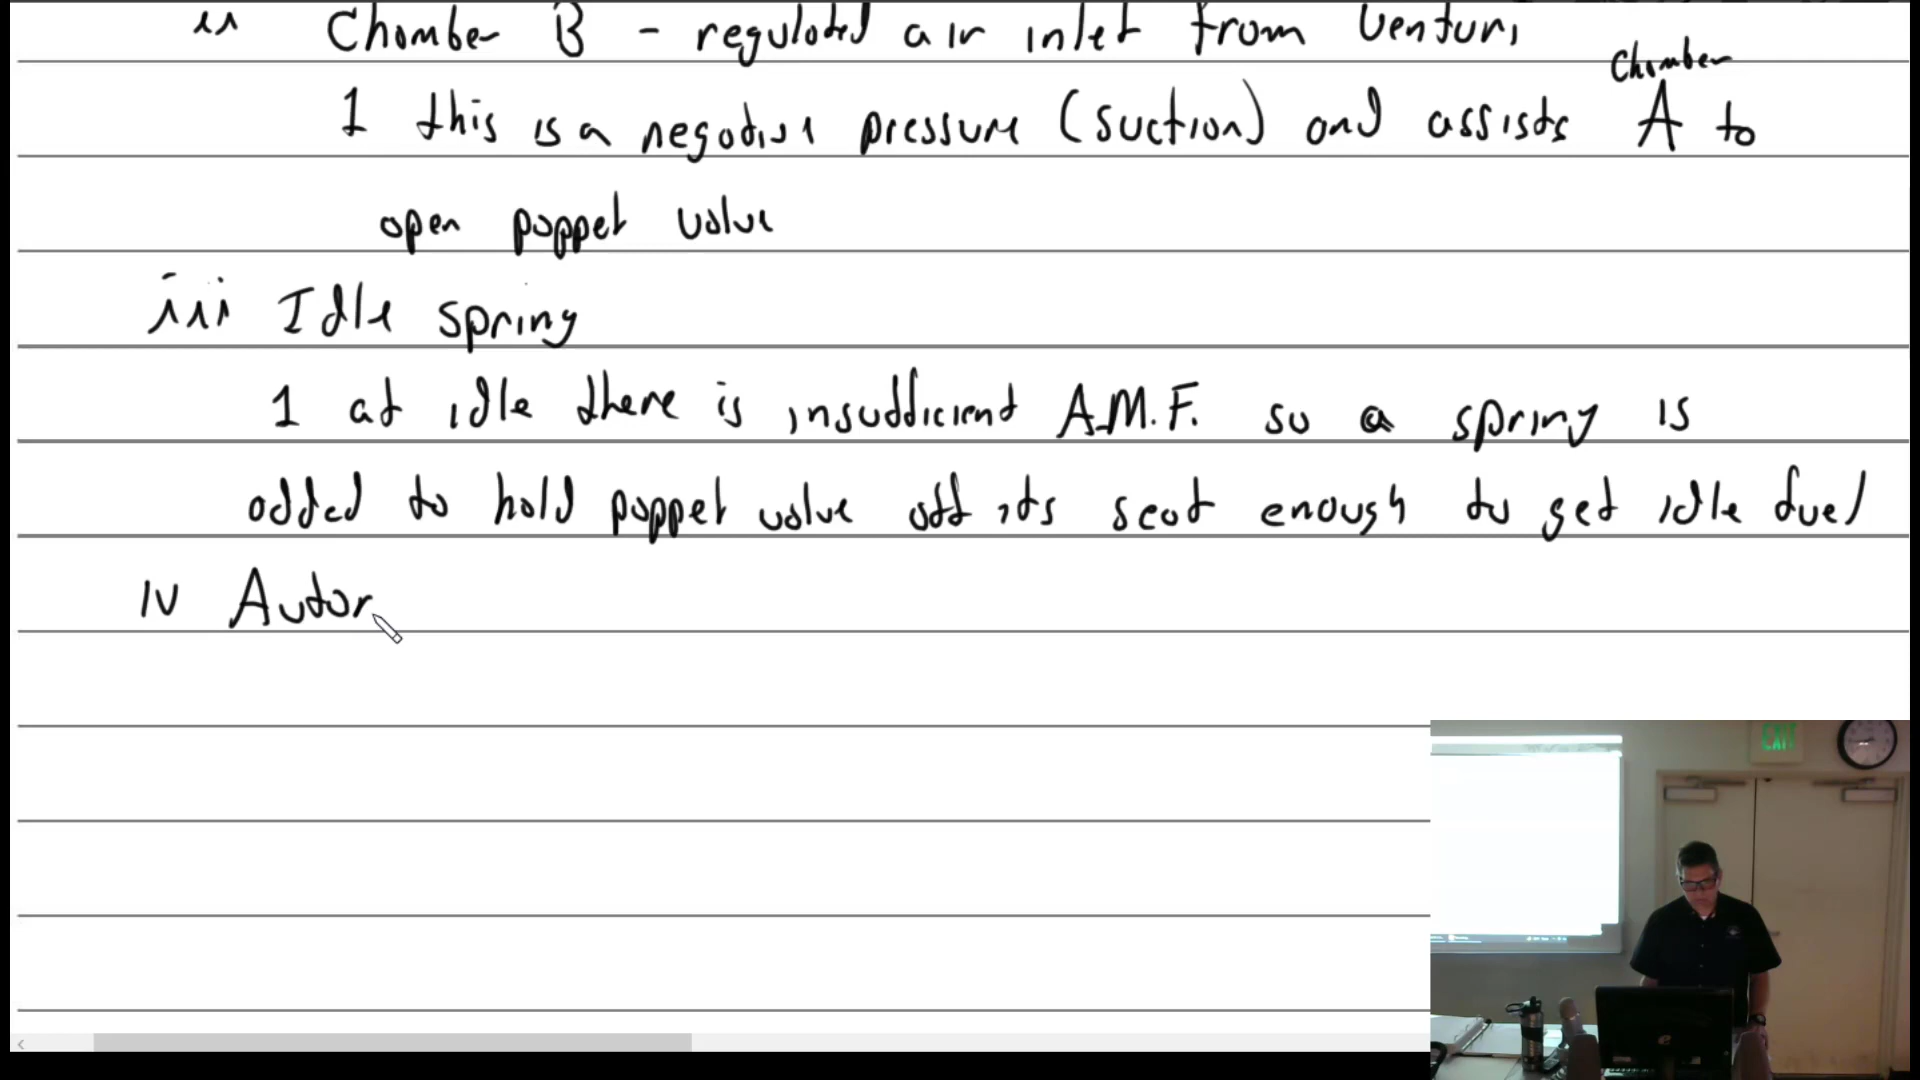 ii Chamber B - regulated air inlet from Venturi
Chamber
1 this is a negative pressure (suction) and assists A to
open poppet valve
iii Idle spring
1 at idle there is insufficient A.M.F. so a spring is
added to hold poppet valve off its seat enough to get idle fuel
iv Autor
EXIT